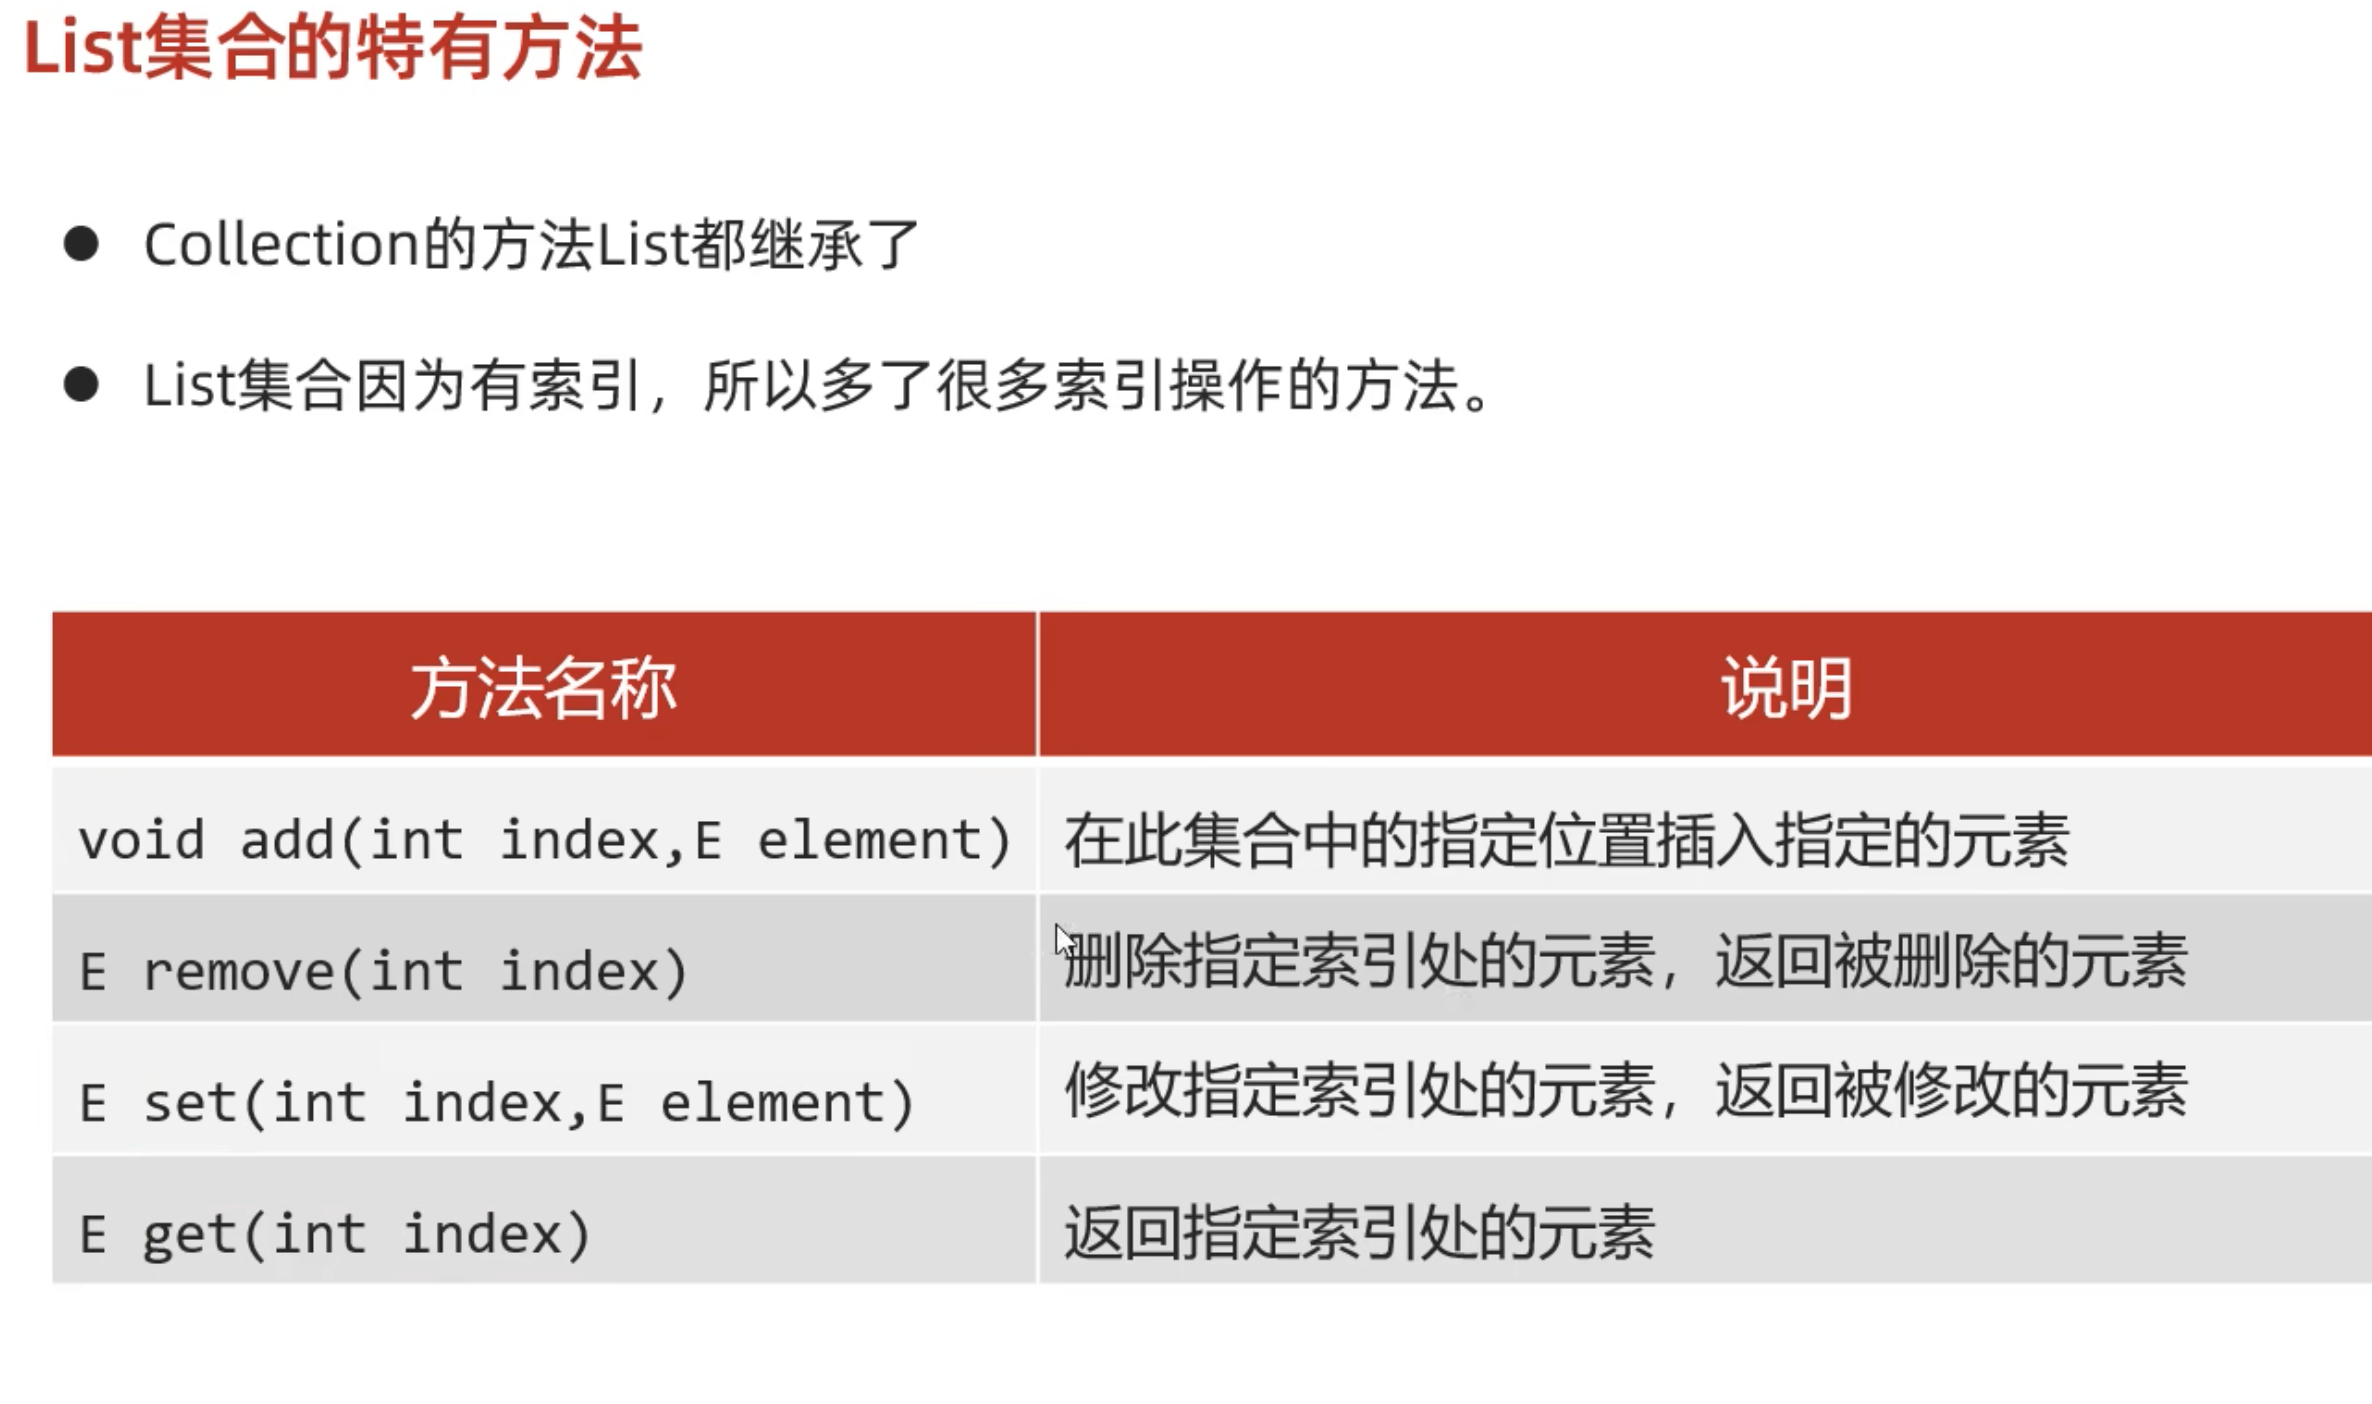 List集合的特有方法
Collection的方法List都继承了
List集合因为有索引，所以多了很多索引操作的方法。
方法名称 说明
void add(int index,E element) 在此集合中的指定位置插入指定的元素
E remove(int index) 删除指定索引处的元素，返回被删除的元素
E set(int index,E element) 修改指定索引处的元素，返回被修改的元素
E get(int index) 返回指定索引处的元素